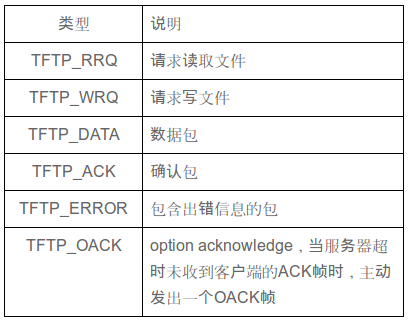 类型 说明
TFTP_RRQ 请求读取文件
TFTP_WRQ 请求写文件
TFTP_DATA 数据包
TFTP_ACK 确认包
TFTP_ERROR 包含出错信息的包
TFTP_OACK option acknowledge，当服务器超
时未收到客户端的ACK帧时，主动
发出一个OACK帧